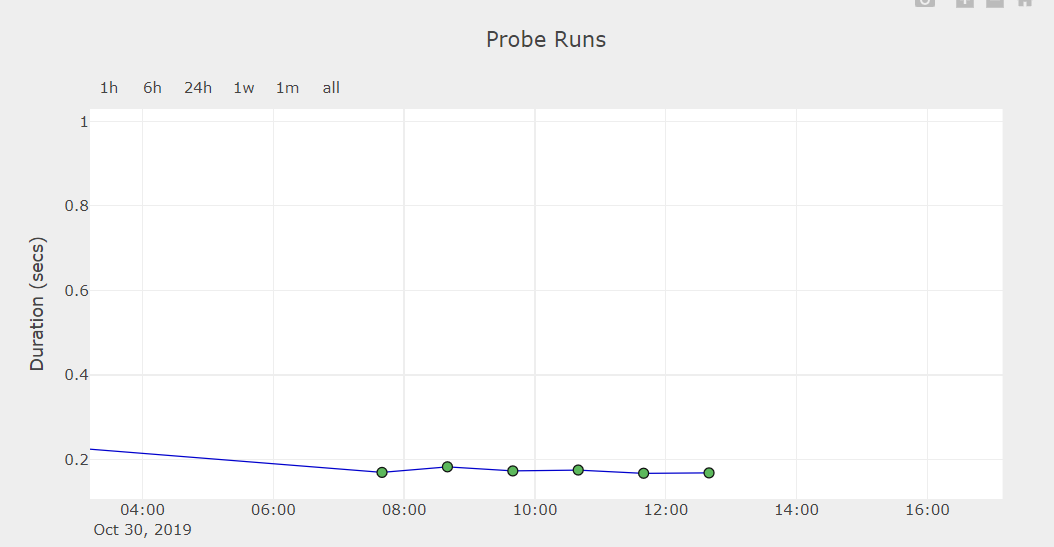 Probe Runs
1h 6h 24h 1w 1m all
1
0.8
0.6
0.4
0.2
Duration (secs)
04:00 06:00 08:00 10:00 12:00 14:00 16:00
Oct 30, 2019